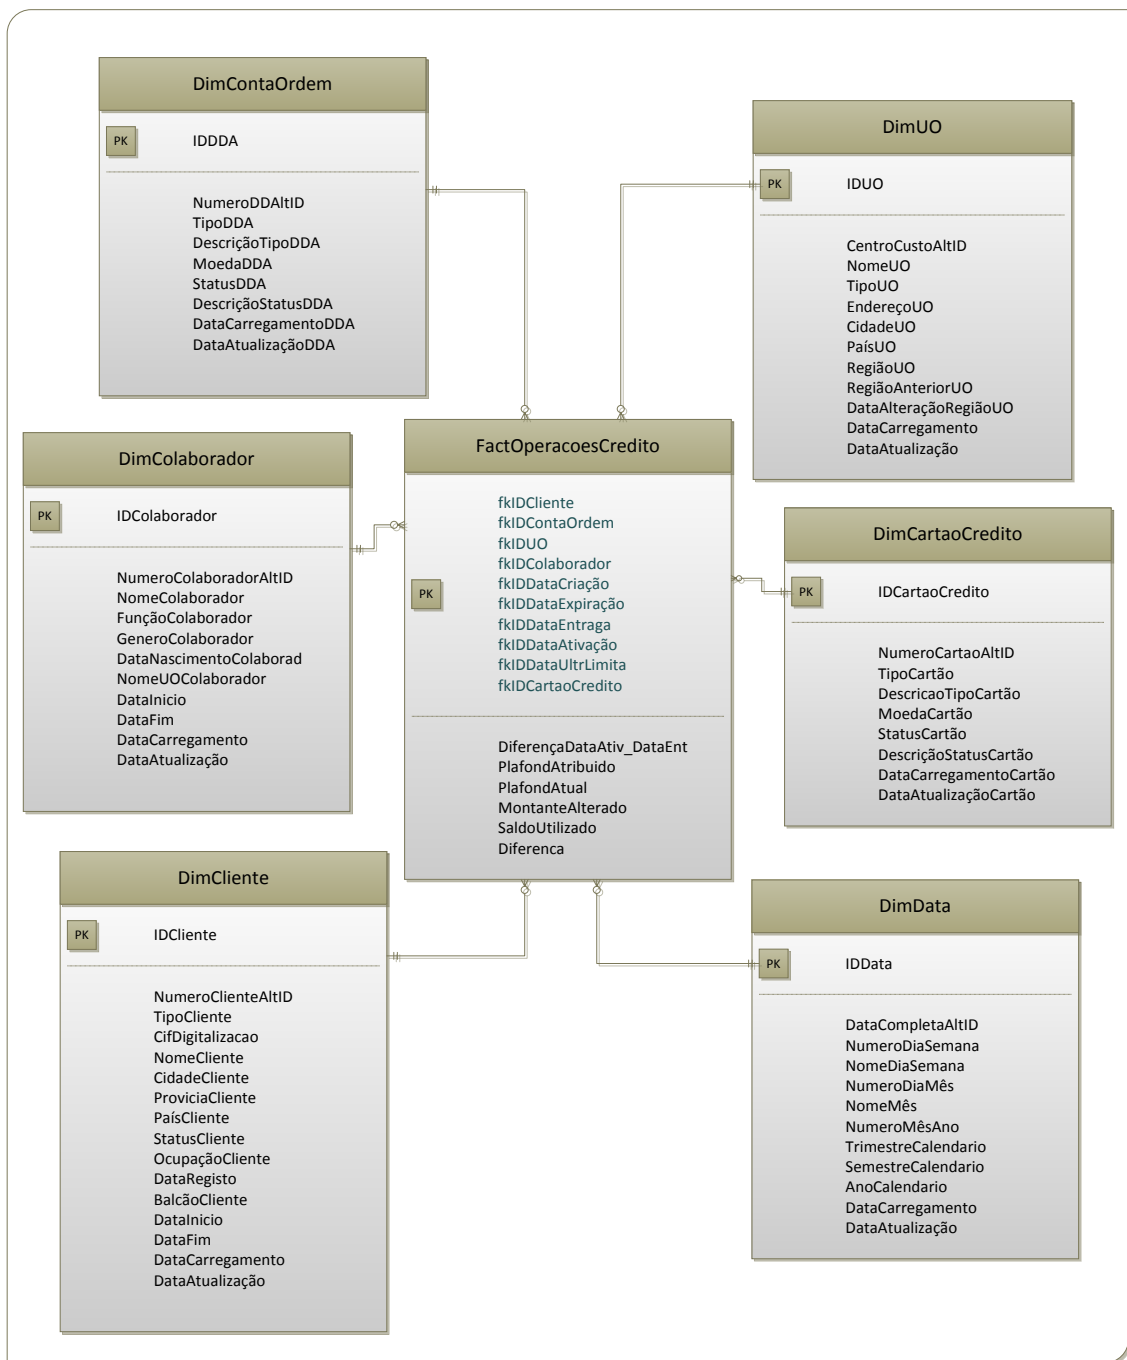 DimContaOrdem
PK
IDDDA
NumeroDDAltID
TipoDDA
DescriçãoTipoDDA
MoedaDDA
StatusDDA
DescriçãoStatusDDA
DataCarregamentoDDA
DataAtualizaçãoDDA
DimUO
PK
IDUO
CentroCustoAltID
NomeUO
TipoUO
EndereçoUO
CidadeUO
PaísUO
RegiãoUO
RegiãoAnteriorUO
DataAlteraçãoRegiãoUO
DataCarregamento
DataAtualização
DimColaborador
PK
IDColaborador
NumeroColaboradorAltID
NomeColaborador
FunçãoColaborador
GeneroColaborador
DataNascimentoColaborad
NomeUOColaborador
DataInicio
DataFim
DataCarregamento
DataAtualização
FactOperacoesCredito
fkIDCliente
fkIDContaOrdem
fkIDUO
fkIDColaborador
fkIDDataCriação
PK
fkIDDataExpiração
fkIDDataEntraga
fkIDDataAtivação
fkIDDataUltrLimita
fkIDCartaoCredito
DiferençaDataAtiv_DataEnt
PlafondAtribuido
PlafondAtual
MontanteAlterado
SaldoUtilizado
Diferenca
DimCartaoCredito
PK
IDCartaoCredito
NumeroCartaoAltID
TipoCartão
DescricaoTipoCartão
MoedaCartão
StatusCartão
DescriçãoStatusCartão
DataCarregamentoCartão
DataAtualizaçãoCartão
DimCliente
PK
IDCliente
NumeroClienteAltID
TipoCliente
CifDigitalizacao
NomeCliente
CidadeCliente
ProviciaCliente
PaísCliente
StatusCliente
OcupaçãoCliente
DataRegisto
BalcãoCliente
DataInicio
DataFim
DataCarregamento
DataAtualização
DimData
PK
IDData
DataCompletaAltID
NumeroDiaSemana
NomeDiaSemana
NumeroDiaMês
NomeMês
NumeroMêsAno
TrimestreCalendario
SemestreCalendario
AnoCalendario
DataCarregamento
DataAtualização